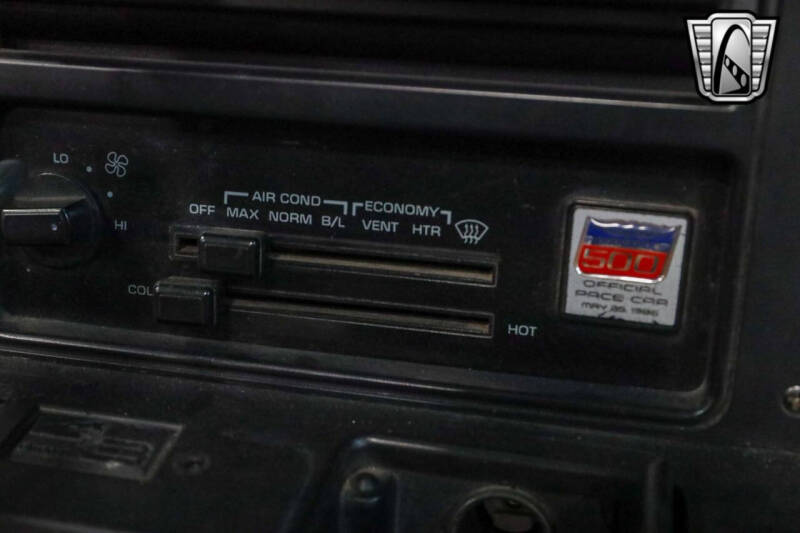 LO
HI
AIR COND
ECONOMY
OFF MAX NORM B/L VENT HTR
COL
HOT
500
OFFICIAL
PACE CAR